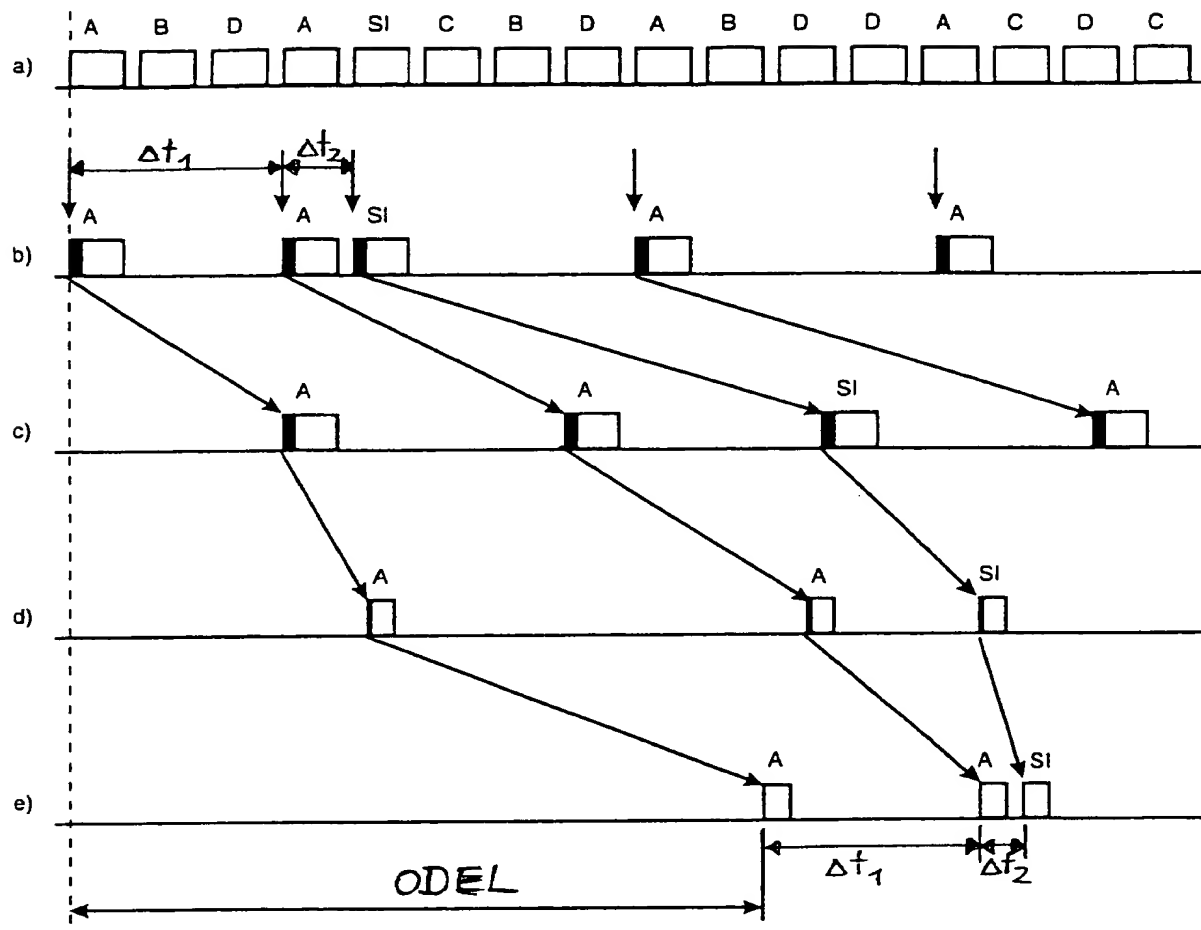 A B D A SI C B D A B D D A C D C
a)
Δt1 Δt2
A A SI A A
b)
A A SI A
c)
A A SI
d)
A A SI
e)
Δt1 Δt2
ODEL